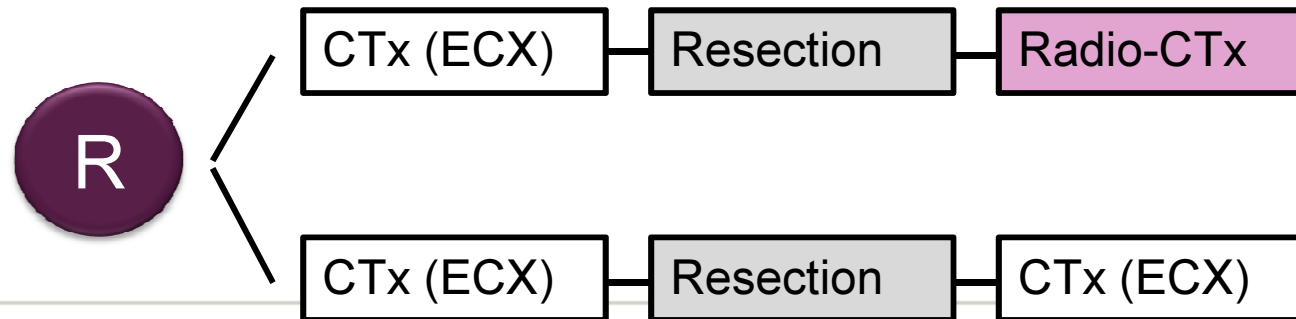 CTx (ECX) Resection Radio-CTx
R
CTx (ECX) Resection CTx (ECX)